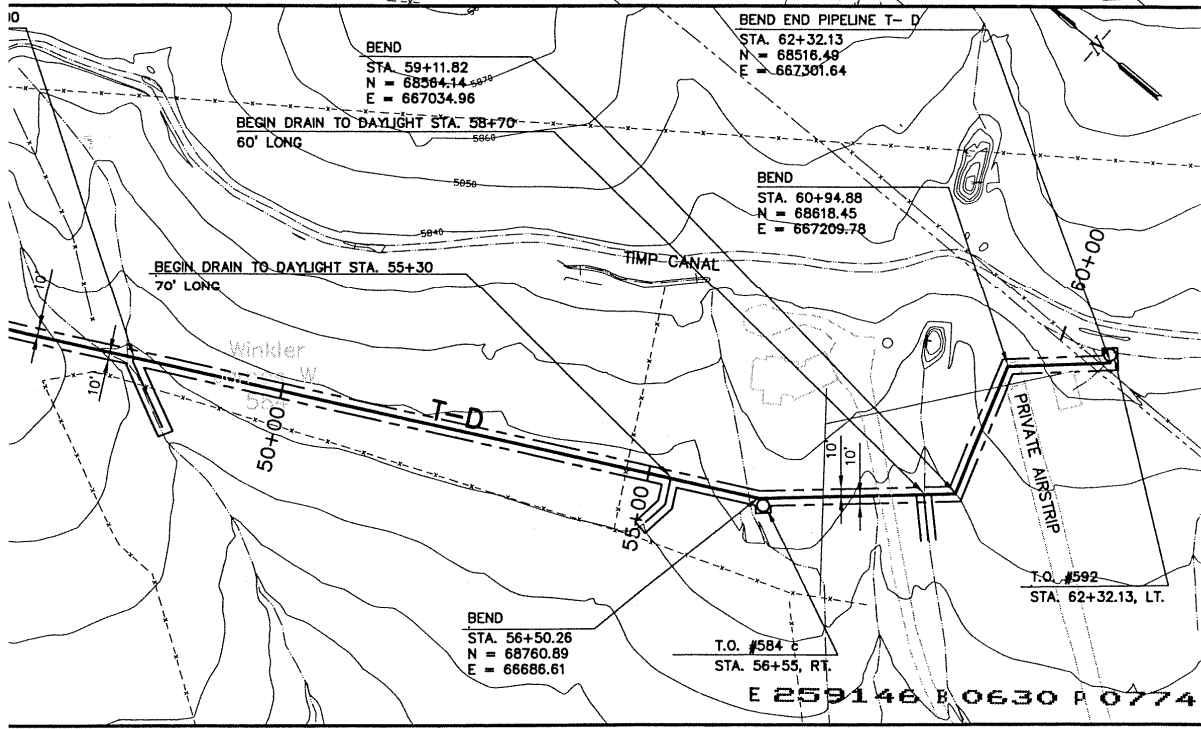 00
BEND
STA. 59+11.82
N = 68564.14
E = 667034.96
BEGIN DRAIN TO DAYLIGHT STA. 58+70
60' LONG
BEND END PIPELINE T- D
STA. 62+32.13
N = 68516.49
E = 667301.64
-N-
5870
5860
5850
5840
BEND
STA. 60+94.88
N = 68618.45
E = 667209.78
TIMP CANAL
60+00
BEGIN DRAIN TO DAYLIGHT STA. 55+30
70' LONG
10'
10'
Winkler
W
584
50+00
T-D
55+00
10'
10'
PRIVATE AIRSTRIP
T.O. #592
STA. 62+32.13, LT.
BEND
STA. 56+50.26
N = 68760.89
E = 66686.61
T.O. #584 c
STA. 56+55, RT.
E 259146 B 0630 P 0774